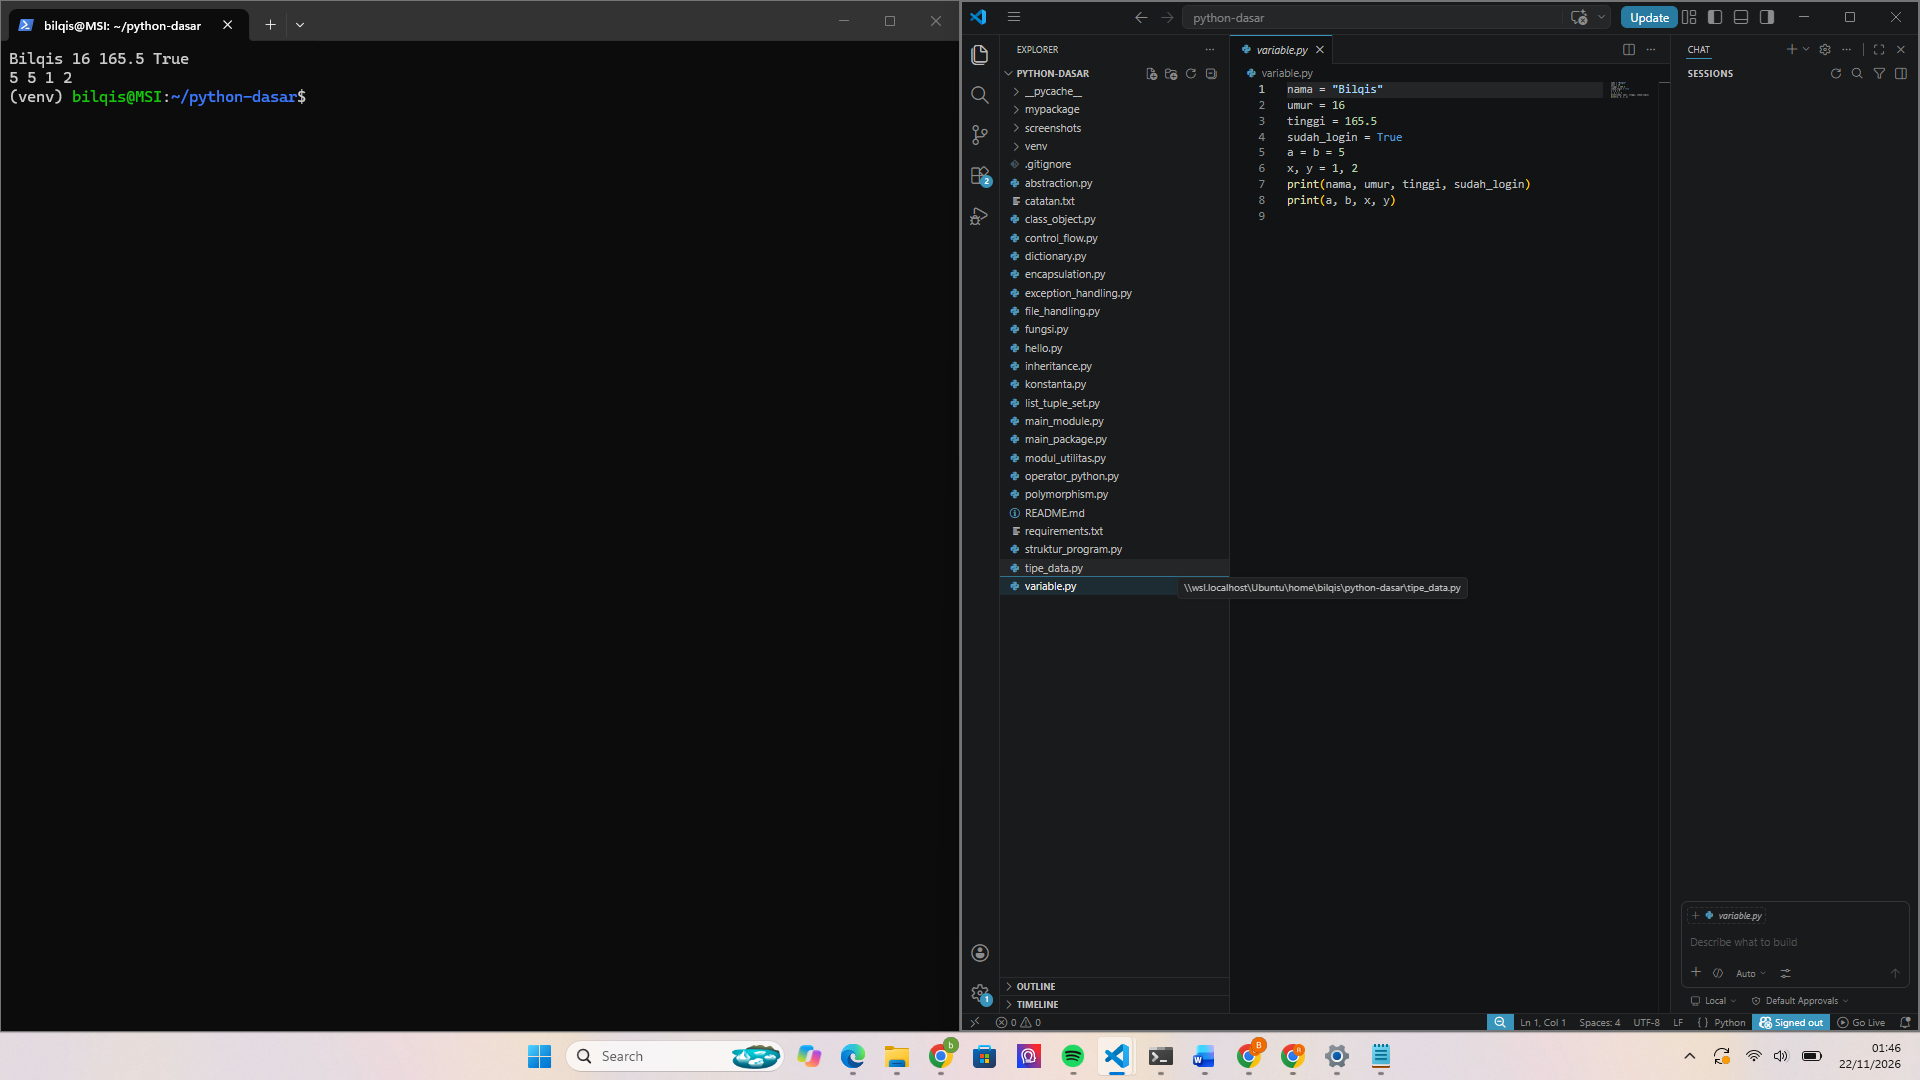 bilqis@MSI: ~/python-dasar
Bilqis 16 165.5 True
5 5 1 2
(venv) bilqis@MSI:~/python-dasar$
python-dasar
Update
EXPLORER
PYTHON-DASAR
__pycache__
mypackage
screenshots
venv
.gitignore
abstraction.py
catatan.txt
class_object.py
control_flow.py
dictionary.py
encapsulation.py
exception_handling.py
file_handling.py
fungsi.py
hello.py
inheritance.py
konstanta.py
list_tuple_set.py
main_module.py
main_package.py
modul_utilitas.py
operator_python.py
polymorphism.py
README.md
requirements.txt
struktur_program.py
tipe_data.py
variable.py
\\wsl.localhost\Ubuntu\home\bilqis\python-dasar\tipe_data.py
OUTLINE
TIMELINE
2
1
variable.py
variable.py
1 nama = "Bilqis"
2 umur = 16
3 tinggi = 165.5
4 sudah_login = True
5 a = b = 5
6 x, y = 1, 2
7 print(nama, umur, tinggi, sudah_login)
8 print(a, b, x, y)
9
CHAT
SESSIONS
variable.py
Describe what to build
Auto
Local
Default Approvals
0 0
Ln 1, Col 1
Spaces: 4
UTF-8
LF
{ } Python
Signed out
Go Live
Search
b
B
R
01:46
22/11/2026